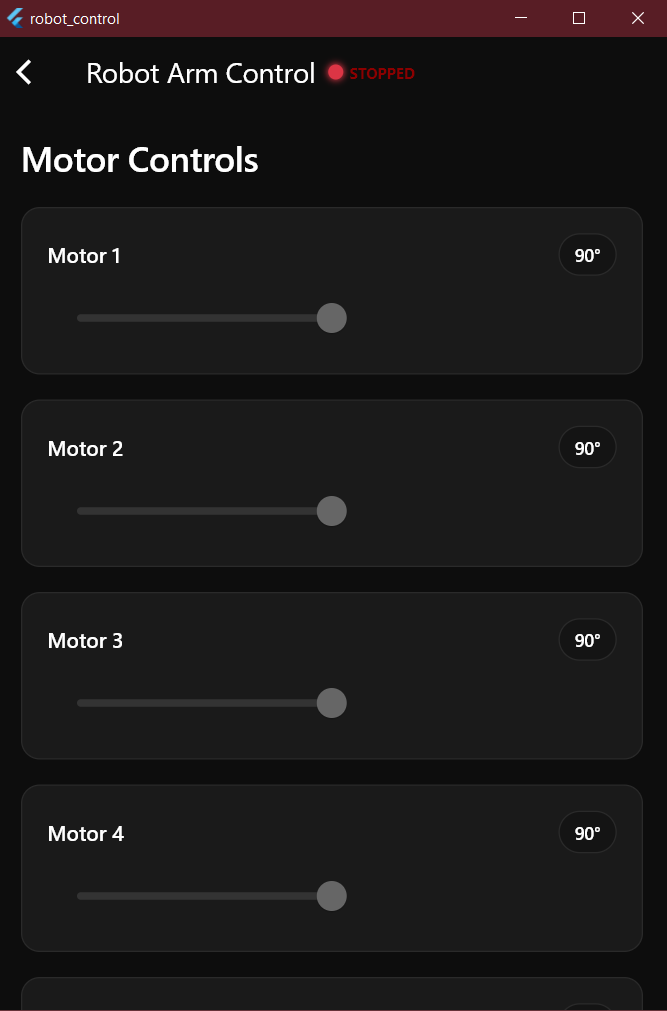 robot_control
Robot Arm Control STOPPED
Motor Controls
Motor 1 90°
Motor 2 90°
Motor 3 90°
Motor 4 90°